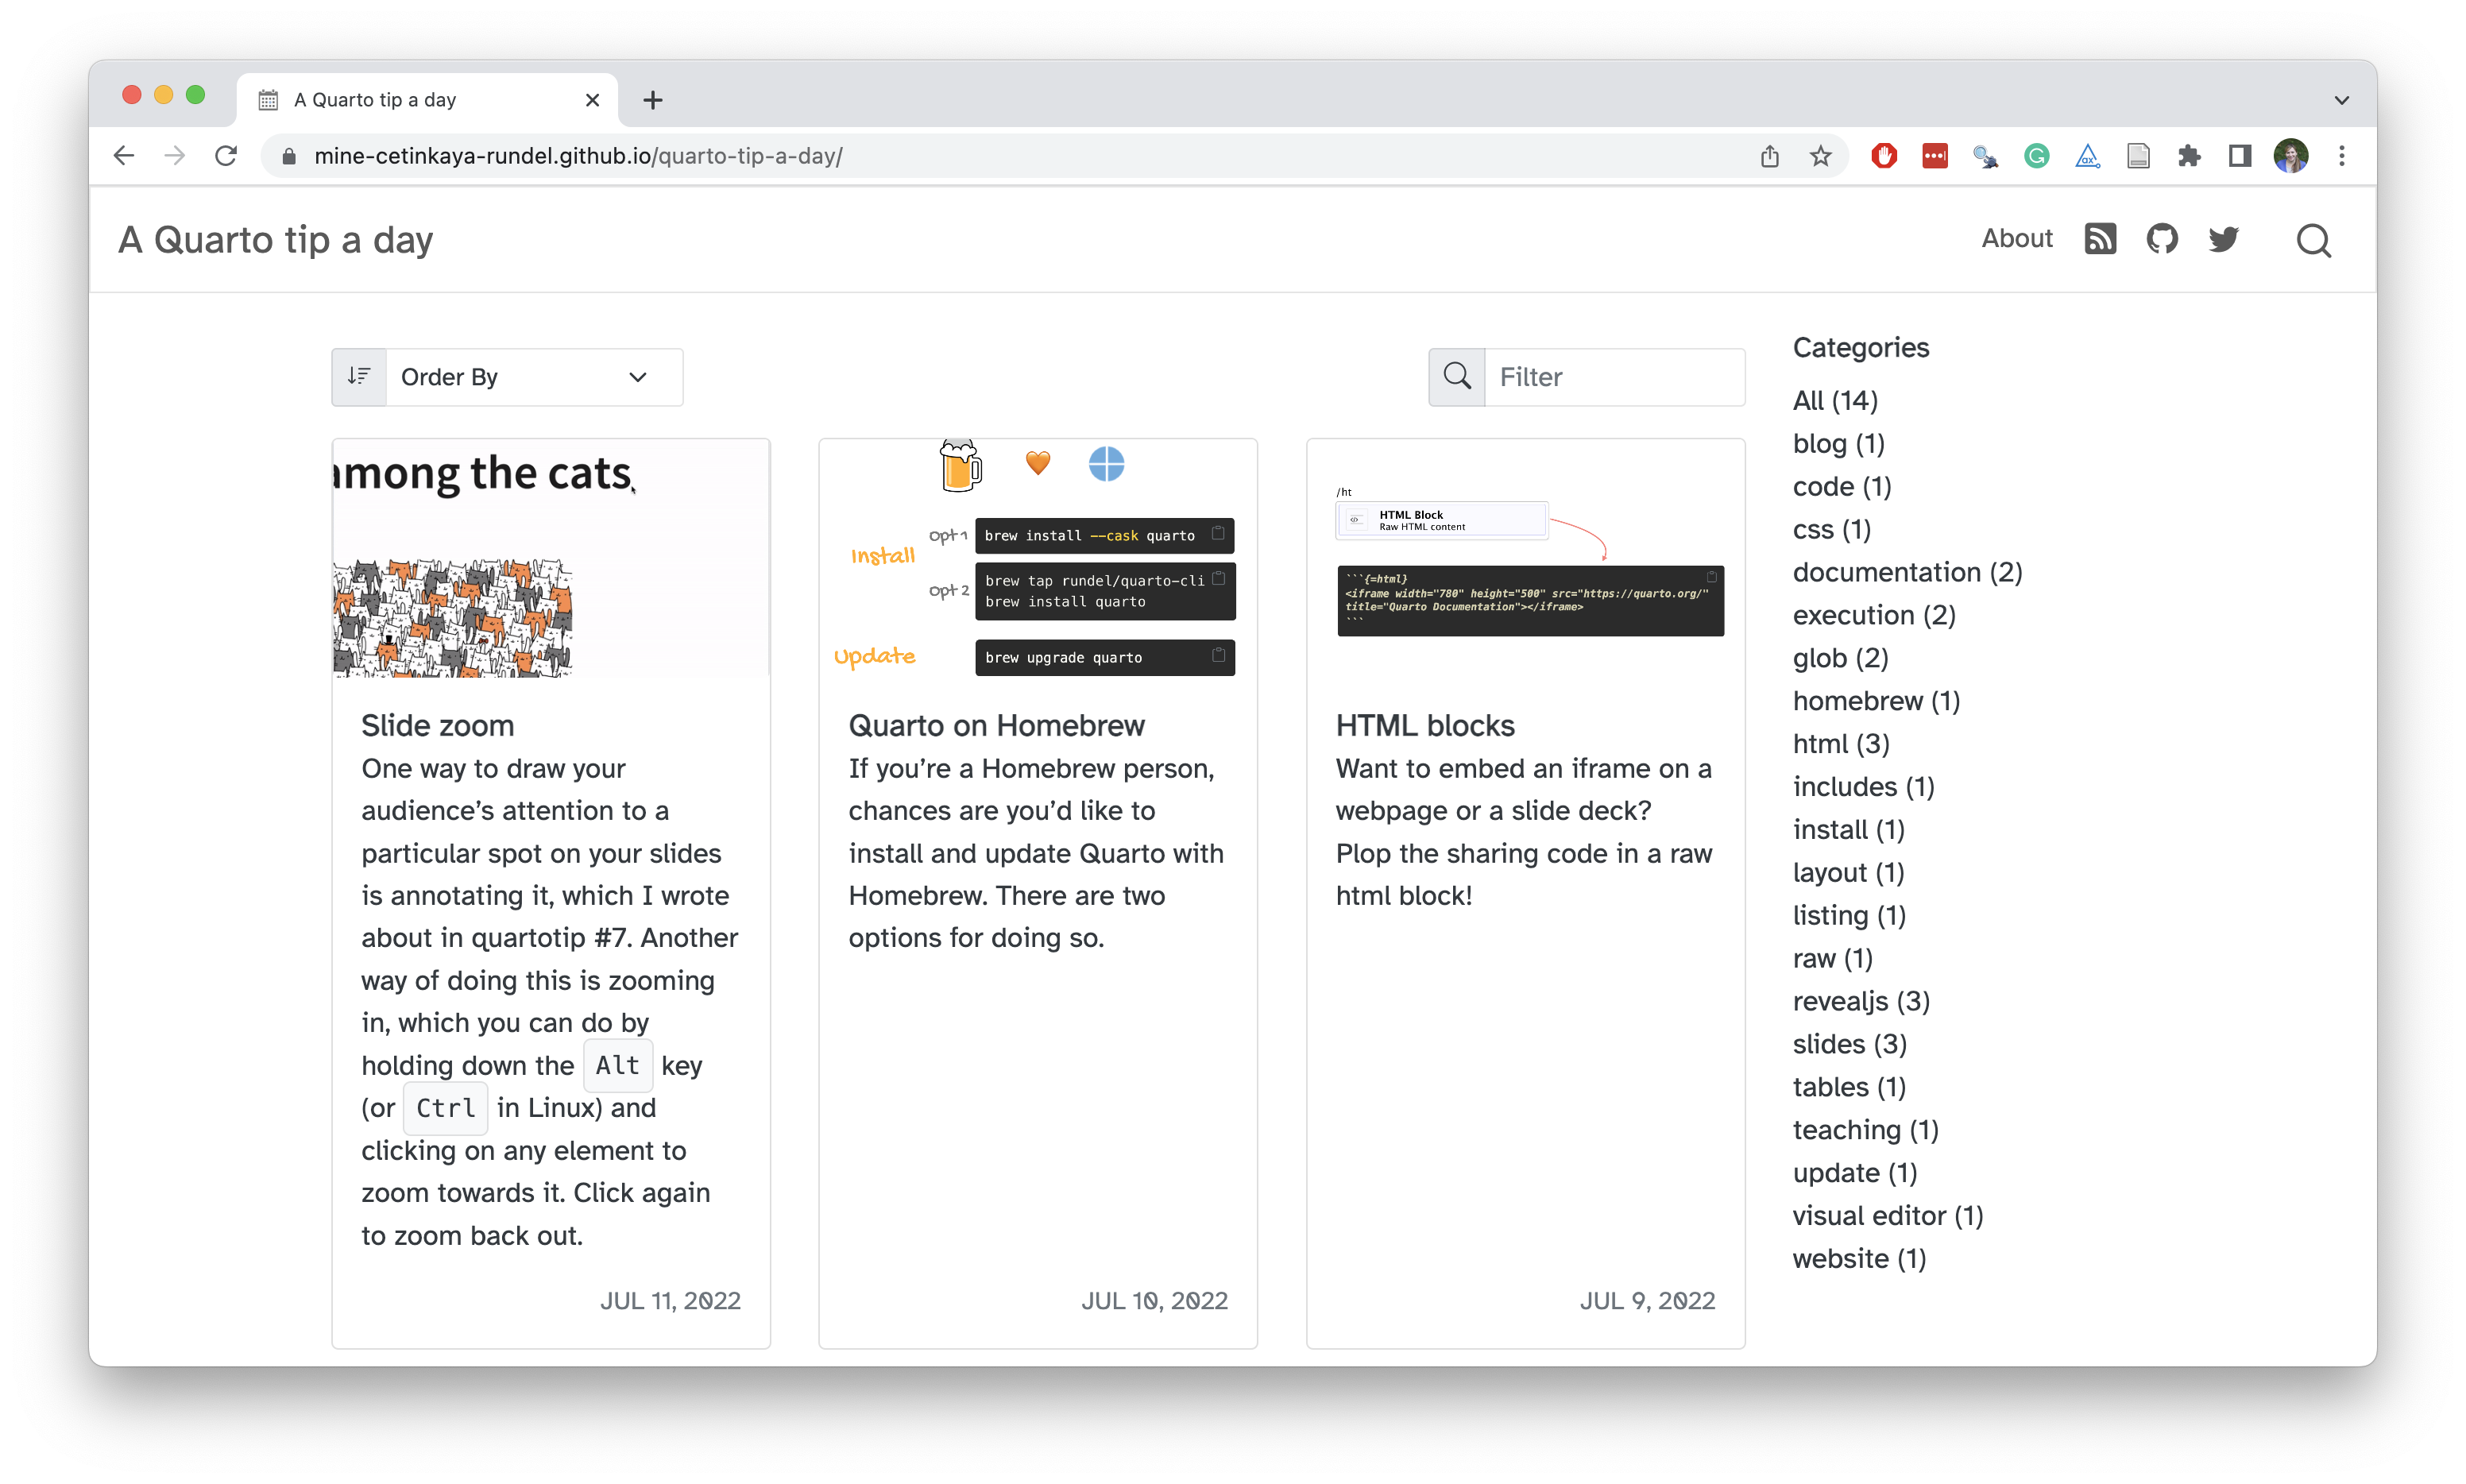 A Quarto tip a day
mine-cetinkaya-rundel.github.io/quarto-tip-a-day/
A Quarto tip a day
About
Order By
Filter
among the cats
Slide zoom
One way to draw your
audience’s attention to a
particular spot on your slides
is annotating it, which I wrote
about in quartotip #7. Another
way of doing this is zooming
in, which you can do by
holding down the Alt key
(or Ctrl in Linux) and
clicking on any element to
zoom towards it. Click again
to zoom back out.
JUL 11, 2022
Install
Opt 1
brew install --cask quarto
Opt 2
brew tap rundel/quarto-cli
brew install quarto
Update
brew upgrade quarto
Quarto on Homebrew
If you’re a Homebrew person,
chances are you’d like to
install and update Quarto with
Homebrew. There are two
options for doing so.
JUL 10, 2022
/ht
HTML Block
Raw HTML content
```{=html}
<iframe width="780" height="500" src="https://quarto.org/"
title="Quarto Documentation"></iframe>
```
HTML blocks
Want to embed an iframe on a
webpage or a slide deck?
Plop the sharing code in a raw
html block!
JUL 9, 2022
Categories
All (14)
blog (1)
code (1)
css (1)
documentation (2)
execution (2)
glob (2)
homebrew (1)
html (3)
includes (1)
install (1)
layout (1)
listing (1)
raw (1)
revealjs (3)
slides (3)
tables (1)
teaching (1)
update (1)
visual editor (1)
website (1)